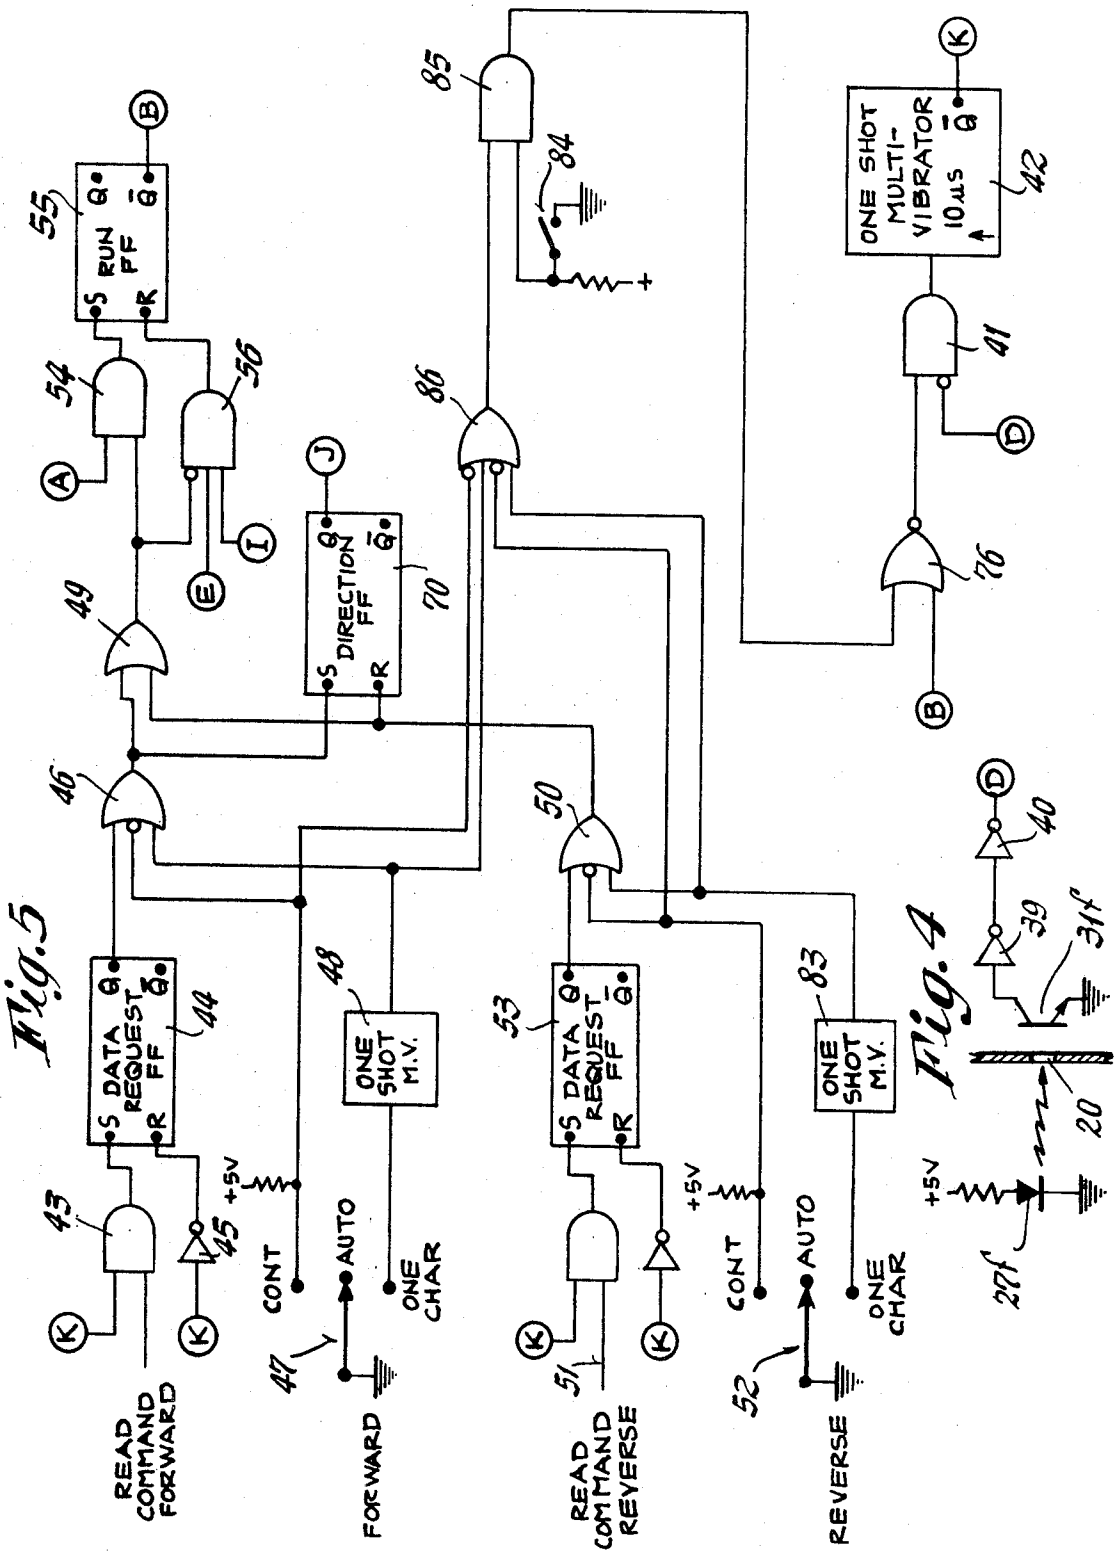 Fig.5
READ
COMMAND
FORWARD
K
43
K
45
S
DATA
REQUEST
FF
R
Q
Q̅
44
46
49
A
54
E
I
56
S
RUN
FF
R
Q
Q̅
55
B
FORWARD
47
CONT
AUTO
ONE
CHAR
+5V
ONE
SHOT
M.V.
48
S
DIRECTION
FF
R
Q
Q̅
70
J
86
84
+
85
READ
COMMAND
REVERSE
51
K
K
S
DATA
REQUEST
FF
R
Q
Q̅
53
50
REVERSE
52
CONT
AUTO
ONE
CHAR
+5V
ONE
SHOT
M.V.
83
B
76
D
41
ONE SHOT
MULTI-
VIBRATOR
10µs
Q̅
42
K
Fig.4
+5V
27f
20
31f
39
40
D